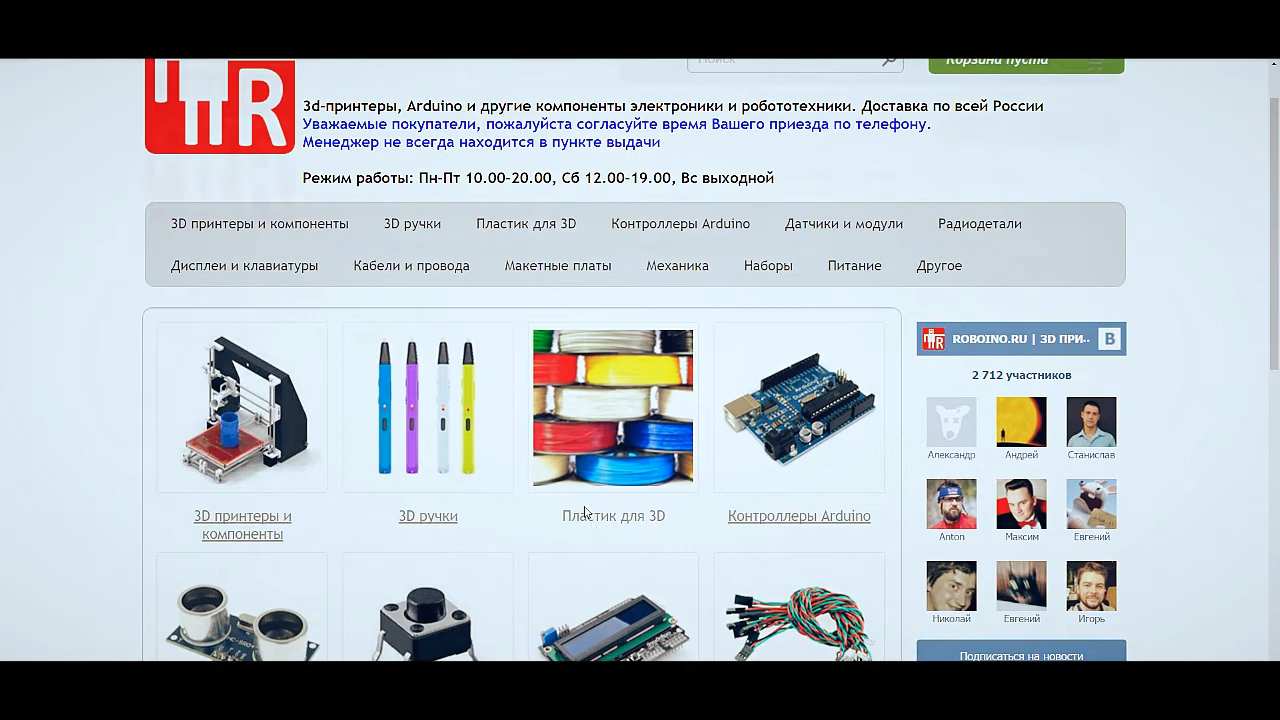 Поиск
Корзина пуста
ПТR
3d-принтеры, Arduino и другие компоненты электроники и робототехники. Доставка по всей России
Уважаемые покупатели, пожалуйста согласуйте время Вашего приезда по телефону.
Менеджер не всегда находится в пункте выдачи
Режим работы: Пн-Пт 10.00-20.00, Сб 12.00-19.00, Вс выходной
3D принтеры и компоненты 3D ручки Пластик для 3D Контроллеры Arduino Датчики и модули Радиодетали
Дисплеи и клавиатуры Кабели и провода Макетные платы Механика Наборы Питание Другое
3D принтеры и
компоненты
3D ручки
Пластик для 3D
Контроллеры Arduino
ROBOINO.RU | 3D ПРИ..
B
2 712 участников
Александр Андрей Станислав
Anton Максим Евгений
Николай Евгений Игорь
Подписаться на новости